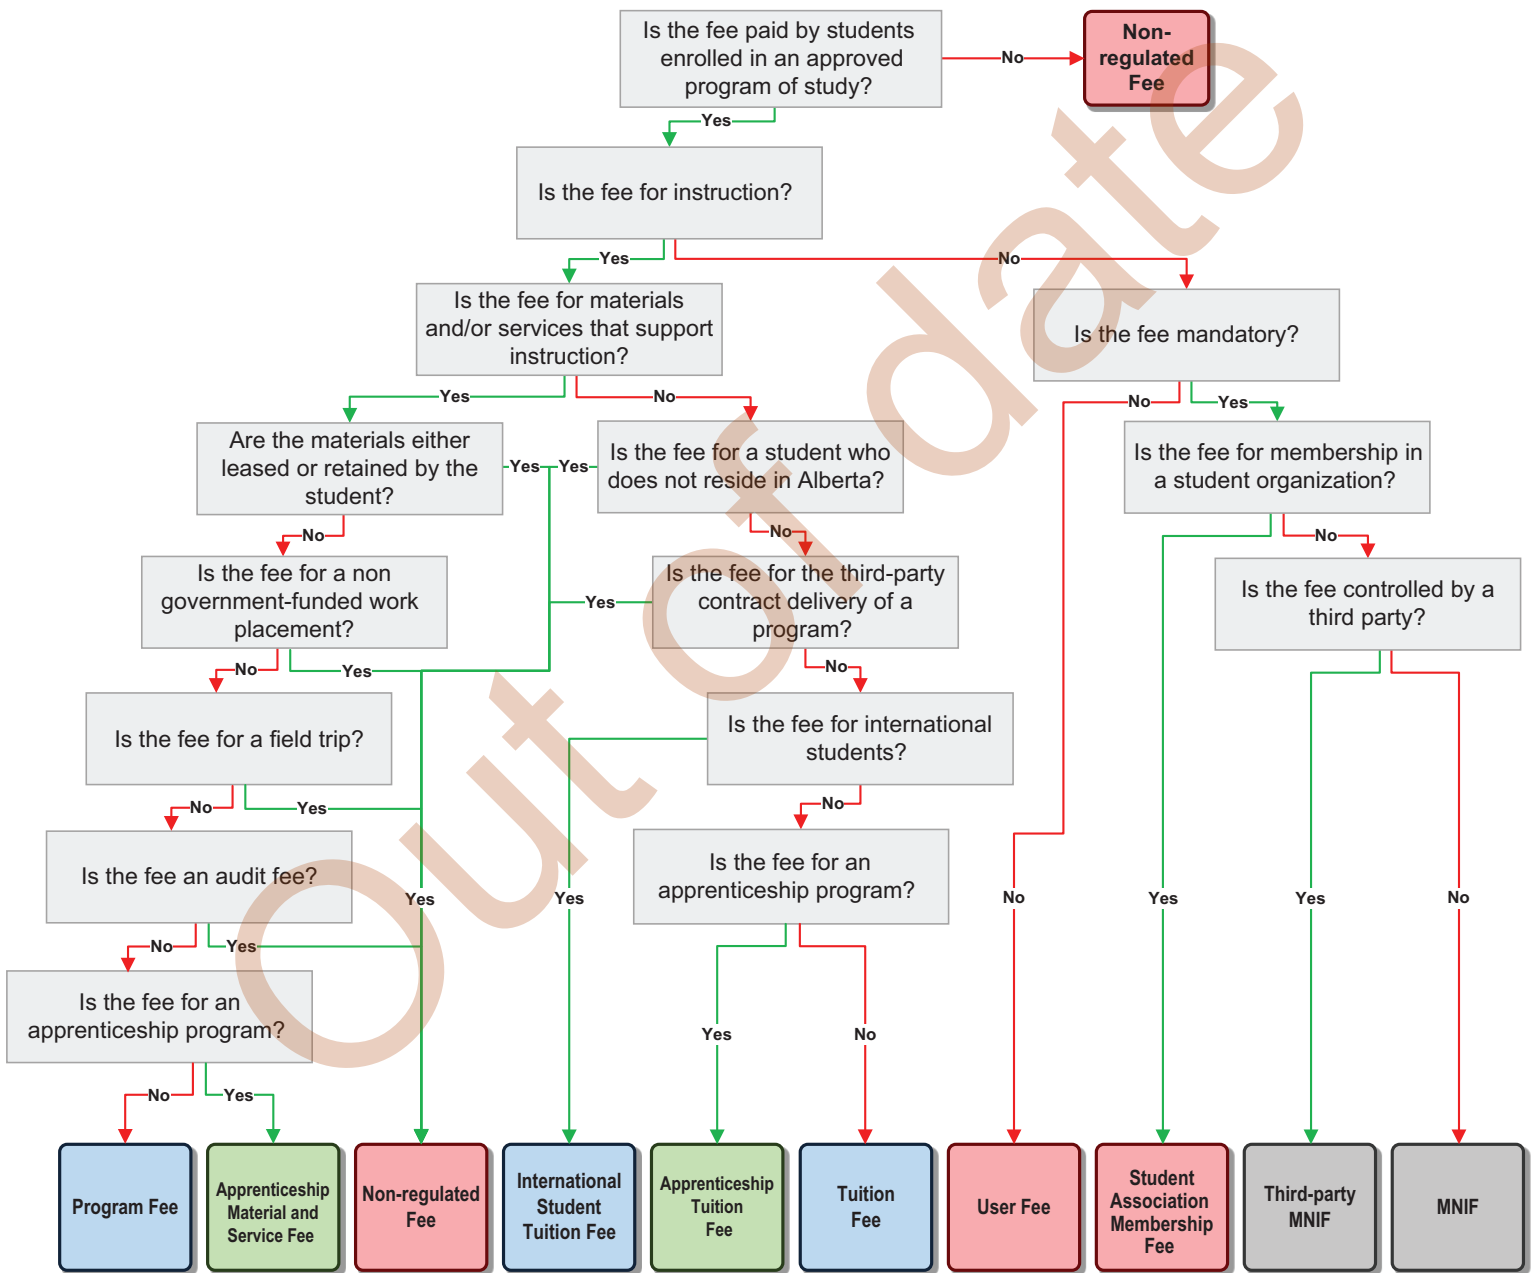 Is the fee paid by students
enrolled in an approved
program of study?
No
Non-
regulated
Fee
Yes
Is the fee for instruction?
Yes
No
Is the fee for materials
and/or services that support
instruction?
Is the fee mandatory?
Yes
No
No
Yes
Are the materials either
leased or retained by the
student?
Yes
Yes
Is the fee for a student who
does not reside in Alberta?
Is the fee for membership in
a student organization?
No
No
No
Is the fee for a non
government-funded work
placement?
Yes
Is the fee for the third-party
contract delivery of a
program?
Is the fee controlled by a
third party?
No
Yes
No
Is the fee for a field trip?
Is the fee for international
students?
No
Yes
No
Is the fee an audit fee?
Is the fee for an
apprenticeship program?
Yes
Yes
No
Yes
Yes
No
No
Yes
Is the fee for an
apprenticeship program?
Yes
No
No
Yes
Program Fee
Apprenticeship
Material and
Service Fee
Non-regulated
Fee
International
Student
Tuition Fee
Apprenticeship
Tuition
Fee
Tuition
Fee
User Fee
Student
Association
Membership
Fee
Third-party
MNIF
MNIF
Out of date